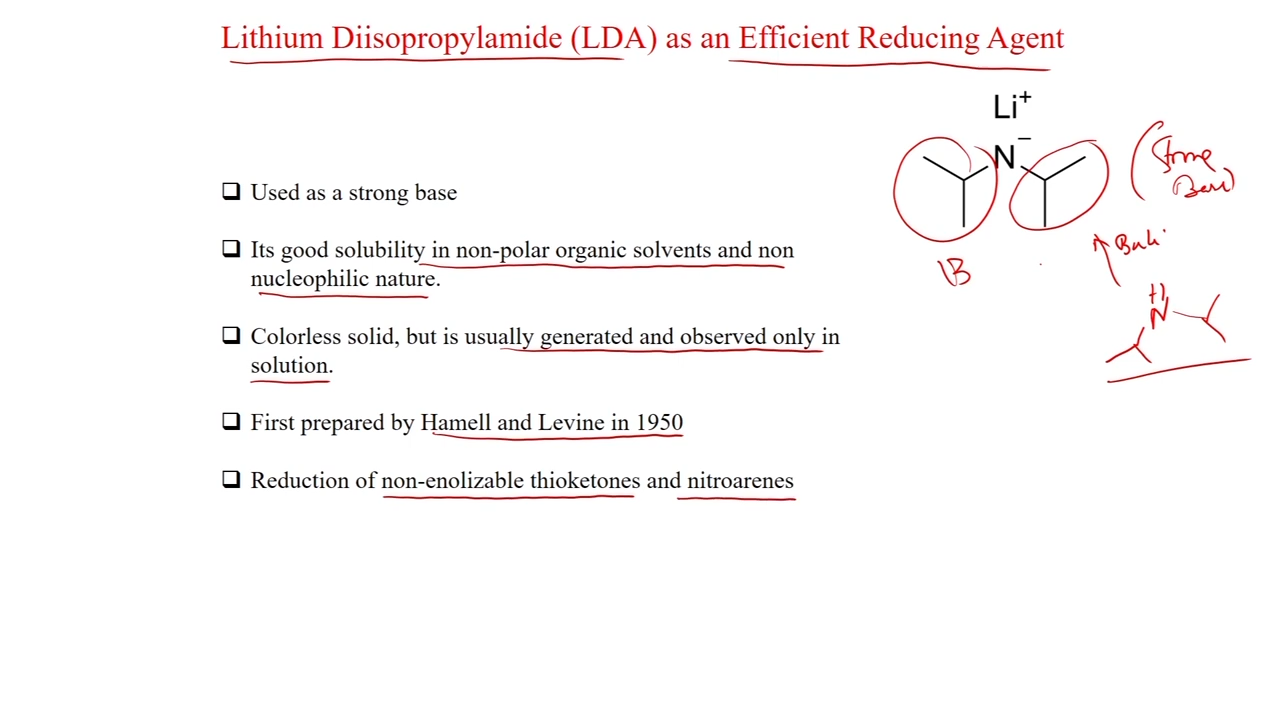 Lithium Diisopropylamide (LDA) as an Efficient Reducing Agent
Li+
N−
(Strong
Base)
❑ Used as a strong base
❑ Its good solubility in non-polar organic solvents and non
nucleophilic nature.
H
N
❑ Colorless solid, but is usually generated and observed only in
solution.
❑ First prepared by Hamell and Levine in 1950
❑ Reduction of non-enolizable thioketones and nitroarenes